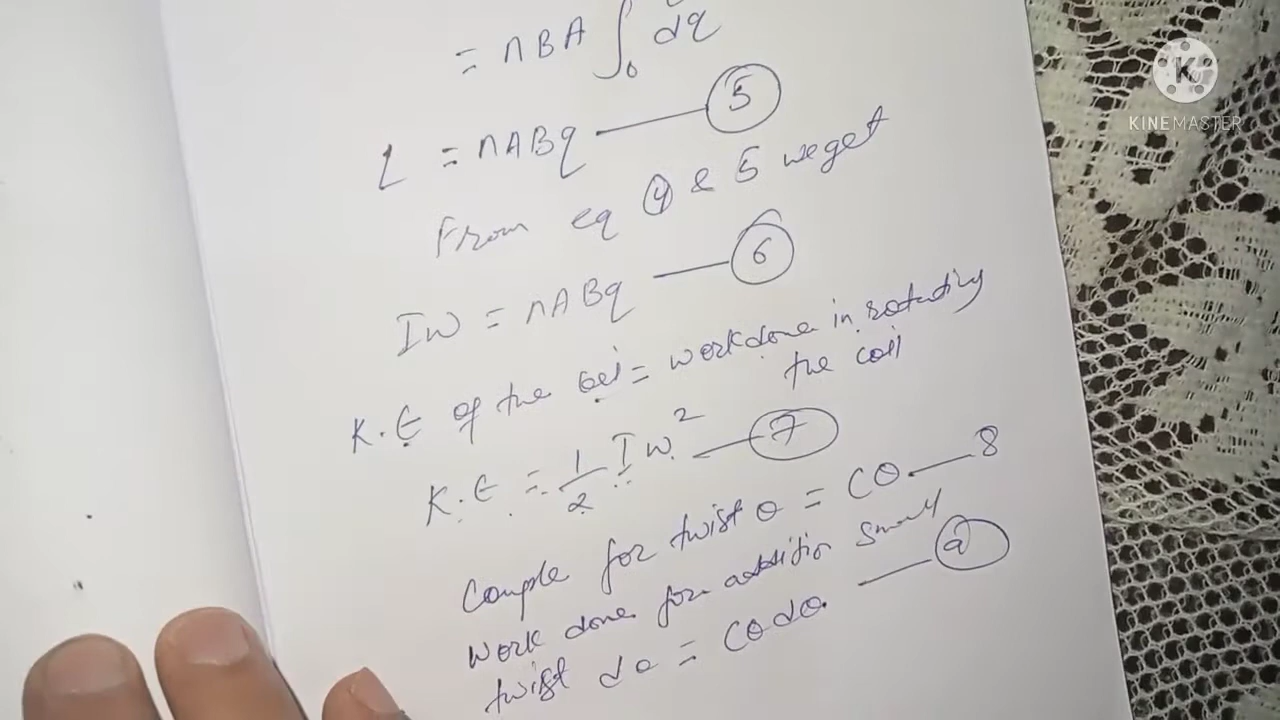 = nBA ∫₀ dq
L = nABq — 5
From eq 4 & 5 we get
Iω = nABq — 6
K.E of the = workdone in rotating
the coil
K.E = 1/2 Iω² — 7
Couple for twist θ = Cθ — 8
work done for addition small
twist dθ = Cθdθ —
K
KINEMASTER